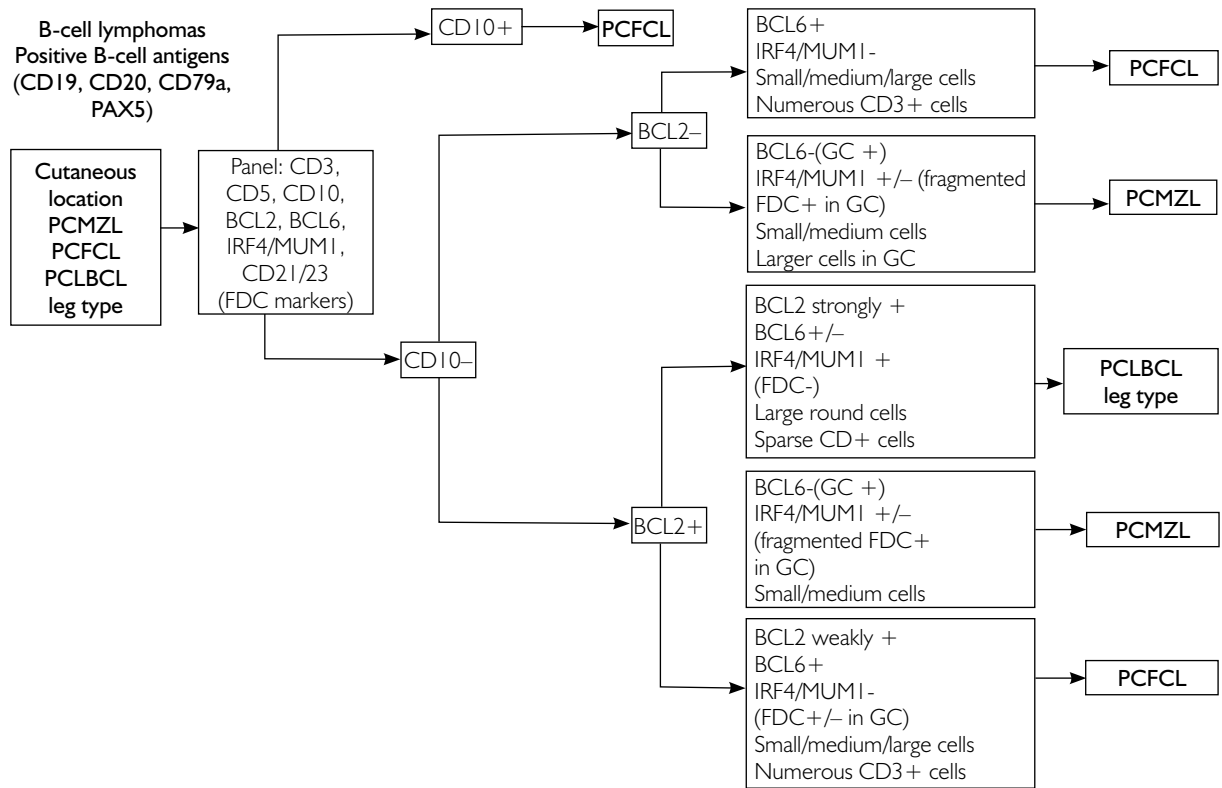 B-cell lymphomas
Positive B-cell antigens
(CD19, CD20, CD79a,
PAX5)
Cutaneous
location
PCMZL
PCFCL
PCLBCL
leg type
Panel: CD3,
CD5, CD10,
BCL2, BCL6,
IRF4/MUM1,
CD21/23
(FDC markers)
CD10+
PCFCL
CD10–
BCL2–
BCL6+
IRF4/MUM1-
Small/medium/large cells
Numerous CD3+ cells
PCFCL
BCL6-(GC +)
IRF4/MUM1 +/– (fragmented
FDC+ in GC)
Small/medium cells
Larger cells in GC
PCMZL
BCL2+
BCL2 strongly +
BCL6+/–
IRF4/MUM1 +
(FDC-)
Large round cells
Sparse CD+ cells
PCLBCL
leg type
BCL6-(GC +)
IRF4/MUM1 +/–
(fragmented FDC+
in GC)
Small/medium cells
PCMZL
BCL2 weakly +
BCL6+
IRF4/MUM1-
(FDC+/– in GC)
Small/medium/large cells
Numerous CD3+ cells
PCFCL